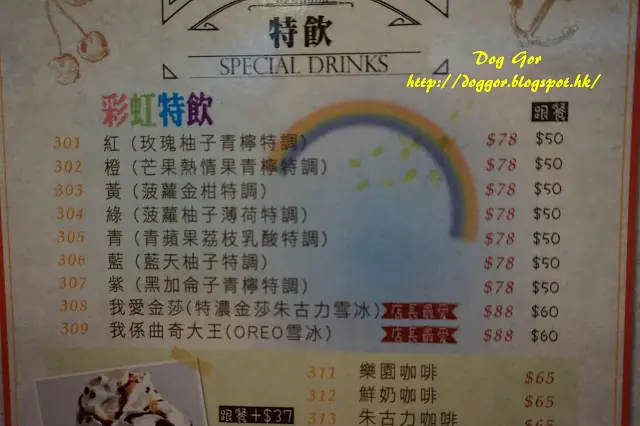 特飲
SPECIAL DRINKS
Dog Gor
http://doggor.blogspot.hk/
彩虹特飲 跟餐
301 紅 (玫瑰柚子青檸特調) $78 $50
302 橙 (芒果熱情果青檸特調) $78 $50
303 黃 (菠蘿金柑特調) $78 $50
304 綠 (菠蘿柚子薄荷特調) $78 $50
305 青 (青蘋果荔枝乳酸特調) $78 $50
306 藍 (藍天柚子特調) $78 $50
307 紫 (黑加侖子青檸特調) $78 $50
308 我愛金莎(特濃金莎朱古力雪冰) 店長最愛 $88 $60
309 我係曲奇大王(OREO雪冰) 店長最愛 $88 $60
311 樂園咖啡 $65
312 鮮奶咖啡 $65
跟餐+$37 313 朱古力咖啡 $65